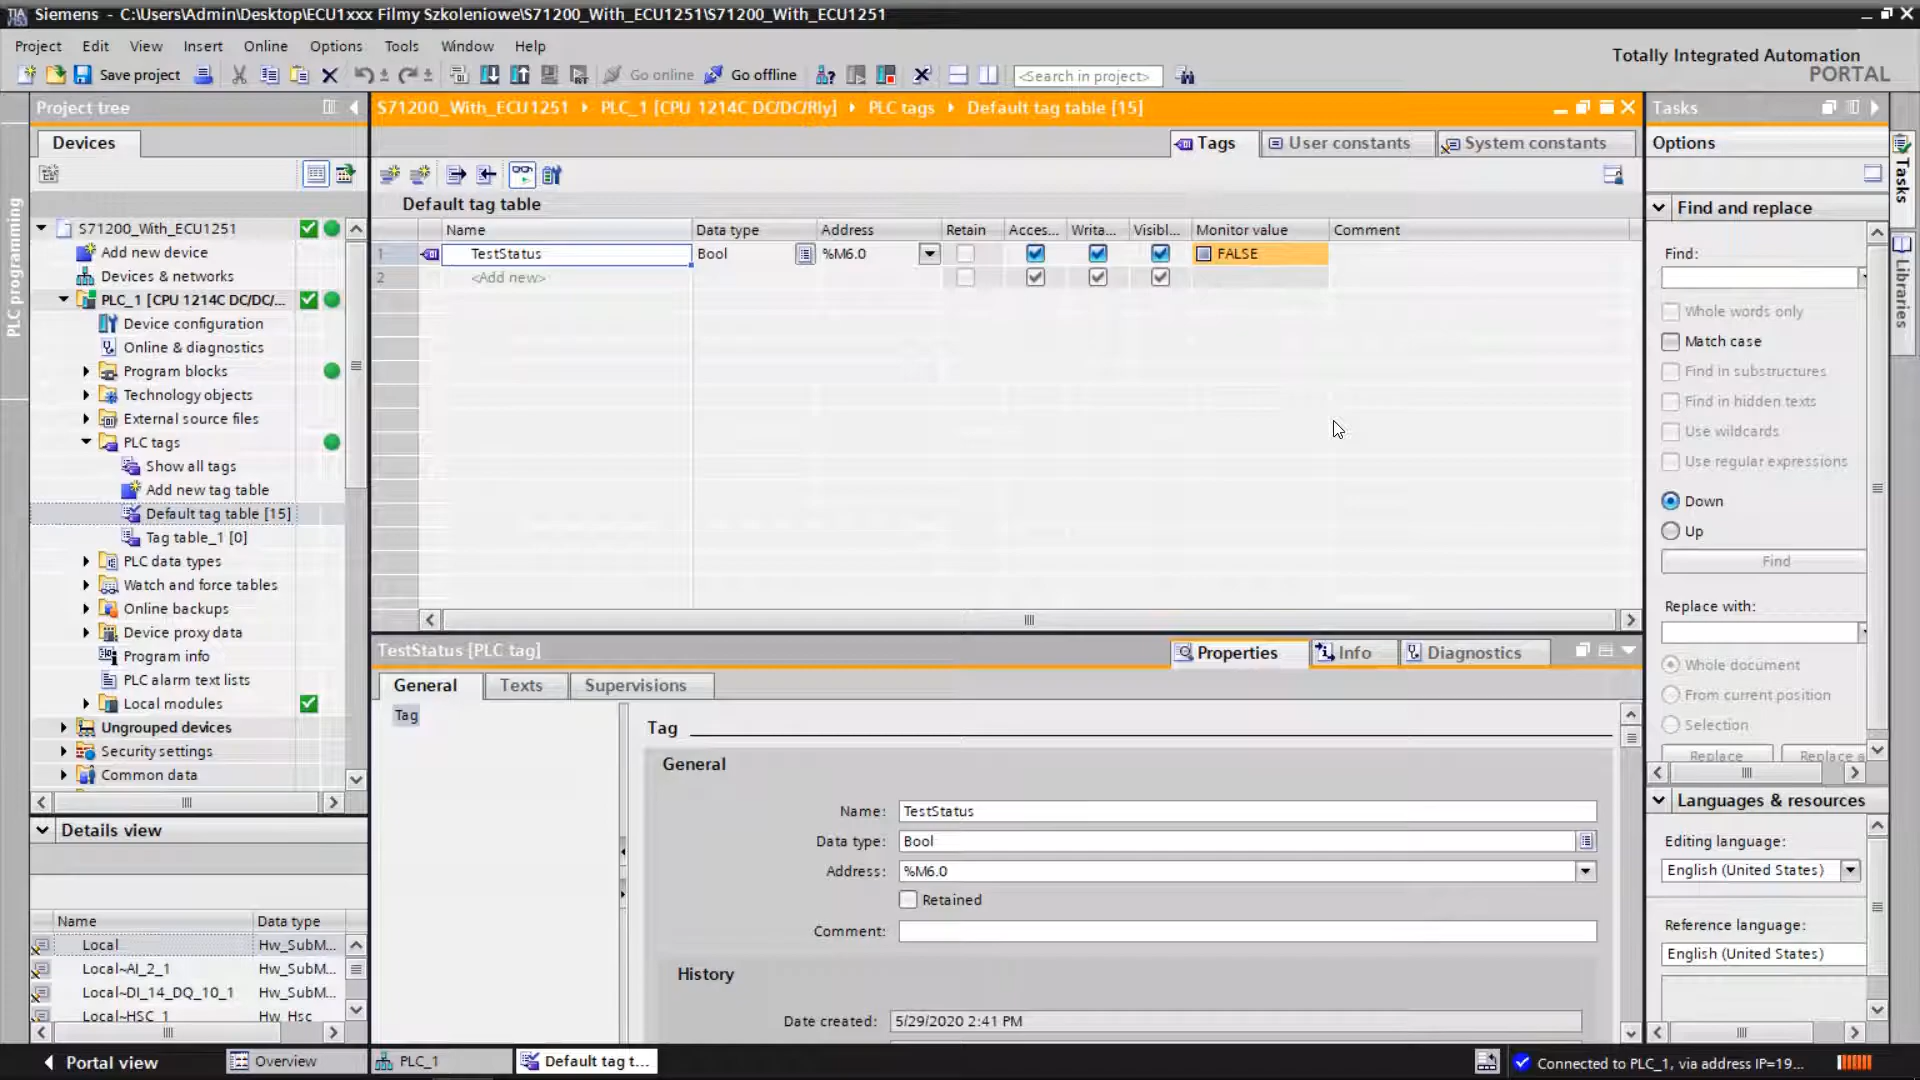 Siemens - C:\Users\Admin\Desktop\ECU1xxx Filmy Szkoleniowe\S71200_With_ECU1251\S71200_With_ECU1251
Project Edit View Insert Online Options Tools Window Help
Totally Integrated Automation
PORTAL
Save project Go online Go offline <Search in project>
Project tree
S71200_With_ECU1251 PLC_1 [CPU 1214C DC/DC/Rly] PLC tags Default tag table [15]
Tasks
Devices
Tags User constants System constants
Options
Default tag table
Find and replace
Name Data type Address Retain Acces... Writa... Visibl... Monitor value Comment
1 TestStatus Bool %M6.0 FALSE
2 <Add new>
S71200_With_ECU1251
Add new device
Devices & networks
PLC_1 [CPU 1214C DC/DC/...
Device configuration
Online & diagnostics
Program blocks
Technology objects
External source files
PLC tags
Show all tags
Add new tag table
Default tag table [15]
Tag table_1 [0]
PLC data types
Watch and force tables
Online backups
Device proxy data
Program info
PLC alarm text lists
Local modules
Ungrouped devices
Security settings
Common data
PLC programming
Find:
Whole words only
Match case
Find in substructures
Find in hidden texts
Use wildcards
Use regular expressions
Down
Up
Find
Replace with:
Whole document
From current position
Selection
Replace Replace a
Languages & resources
Editing language:
English (United States)
Reference language:
English (United States)
Tasks
Libraries
TestStatus [PLC tag]
Properties Info Diagnostics
General Texts Supervisions
Tag
Tag
General
Name: TestStatus
Data type: Bool
Address: %M6.0
Retained
Comment:
History
Date created: 5/29/2020 2:41 PM
Details view
Name Data type
Local Hw_SubM...
Local~AI_2_1 Hw_SubM...
Local~DI_14_DQ_10_1 Hw_SubM...
Local~HSC_1 Hw_Hsc
Portal view Overview PLC_1 Default tag t... Connected to PLC_1, via address IP=19...